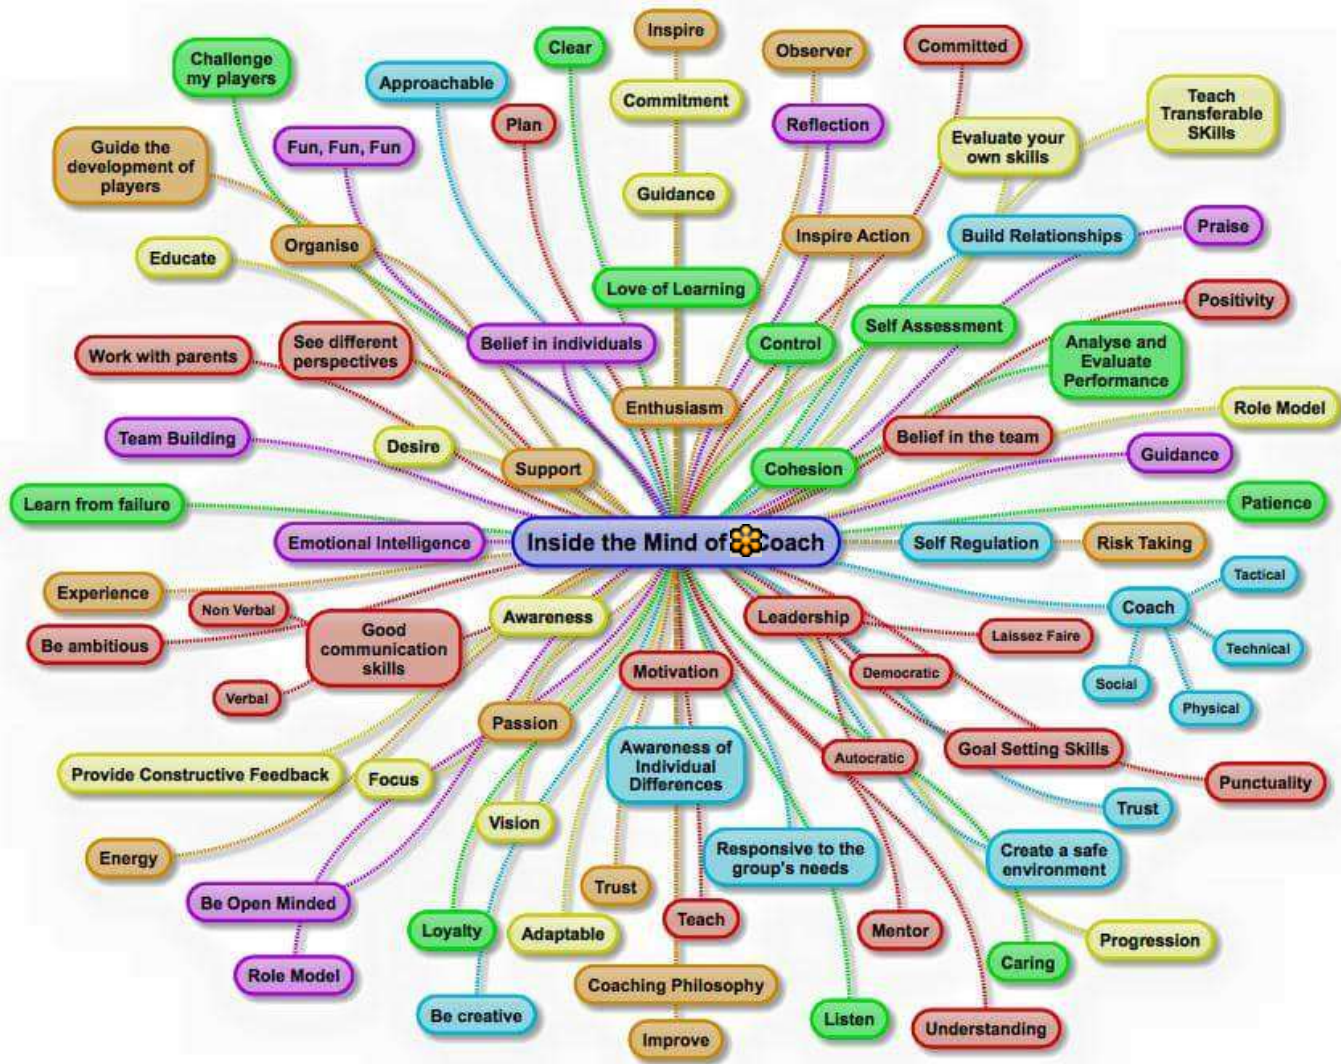 Inspire
Clear
Observer
Committed
Challenge
my players
Approachable
Commitment
Teach
Transferable
SKills
Plan
Reflection
Fun, Fun, Fun
Evaluate your
own skills
Guide the
development of
players
Guidance
Praise
Organise
Inspire Action
Build Relationships
Educate
Love of Learning
Positivity
Self Assessment
Work with parents
See different
perspectives
Belief in individuals
Control
Analyse and
Evaluate
Performance
Enthusiasm
Role Model
Team Building
Desire
Belief in the team
Support
Cohesion
Guidance
Learn from failure
Patience
Emotional Intelligence
Inside the Mind of Coach
Self Regulation
Risk Taking
Tactical
Experience
Non Verbal
Awareness
Leadership
Coach
Be ambitious
Good
communication
skills
Laissez Faire
Technical
Motivation
Democratic
Verbal
Social
Physical
Passion
Awareness of
Individual
Differences
Goal Setting Skills
Autocratic
Provide Constructive Feedback
Focus
Punctuality
Vision
Trust
Energy
Responsive to the
group's needs
Create a safe
environment
Trust
Be Open Minded
Loyalty
Adaptable
Teach
Mentor
Progression
Role Model
Caring
Coaching Philosophy
Be creative
Listen
Understanding
Improve